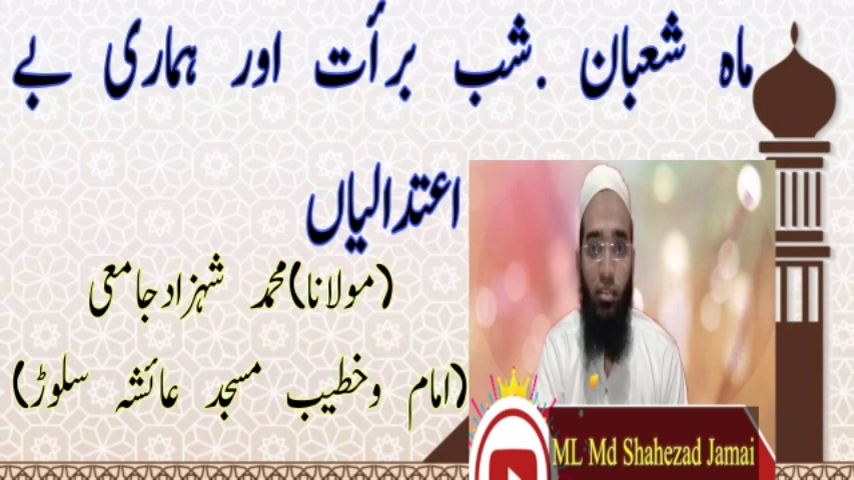 ماہ شعبان .شب برأت اور ہماری بے
اعتدالیاں
(مولانا)محمد شہزاد جامعی
(امام وخطیب مسجد عائشہ سلوڑ)
ML Md Shahezad Jamai